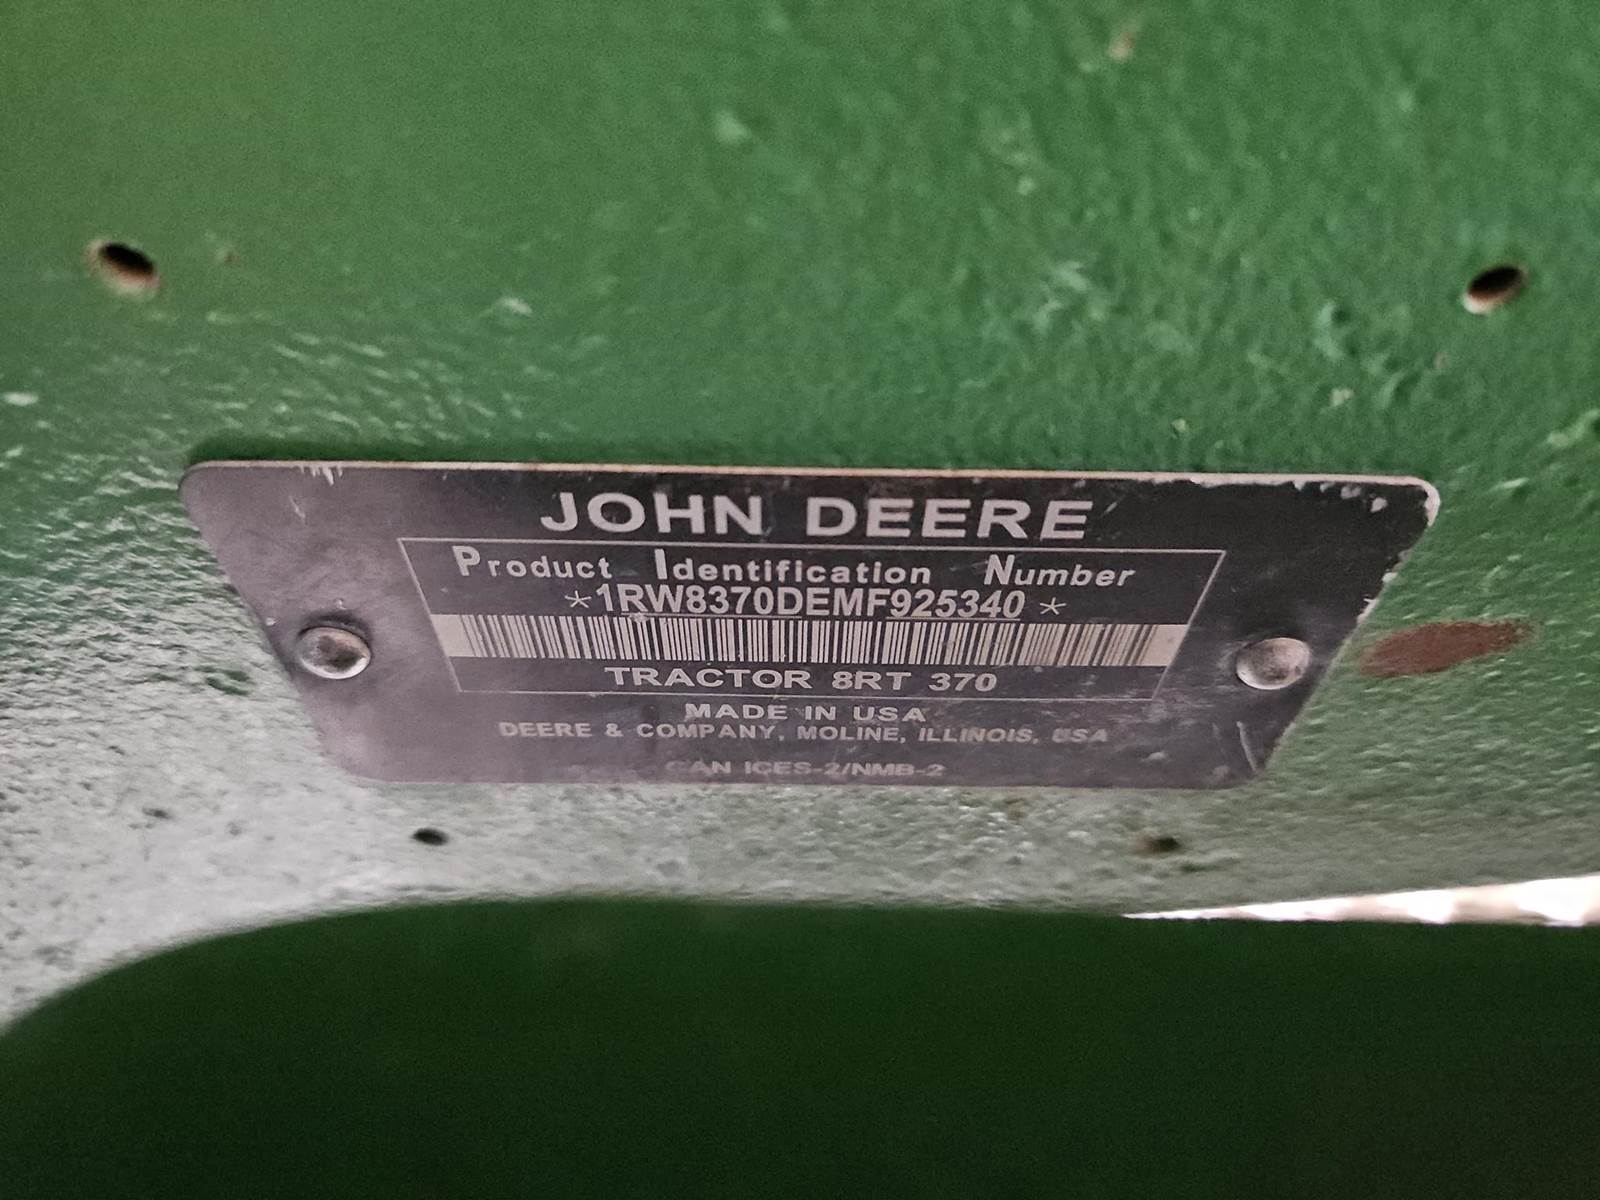 JOHN DEERE
Product Identification Number
*1RW8370DEMF925340*
TRACTOR 8RT 370
MADE IN USA
DEERE & COMPANY, MOLINE, ILLINOIS, USA
CAN ICES-2/NMB-2